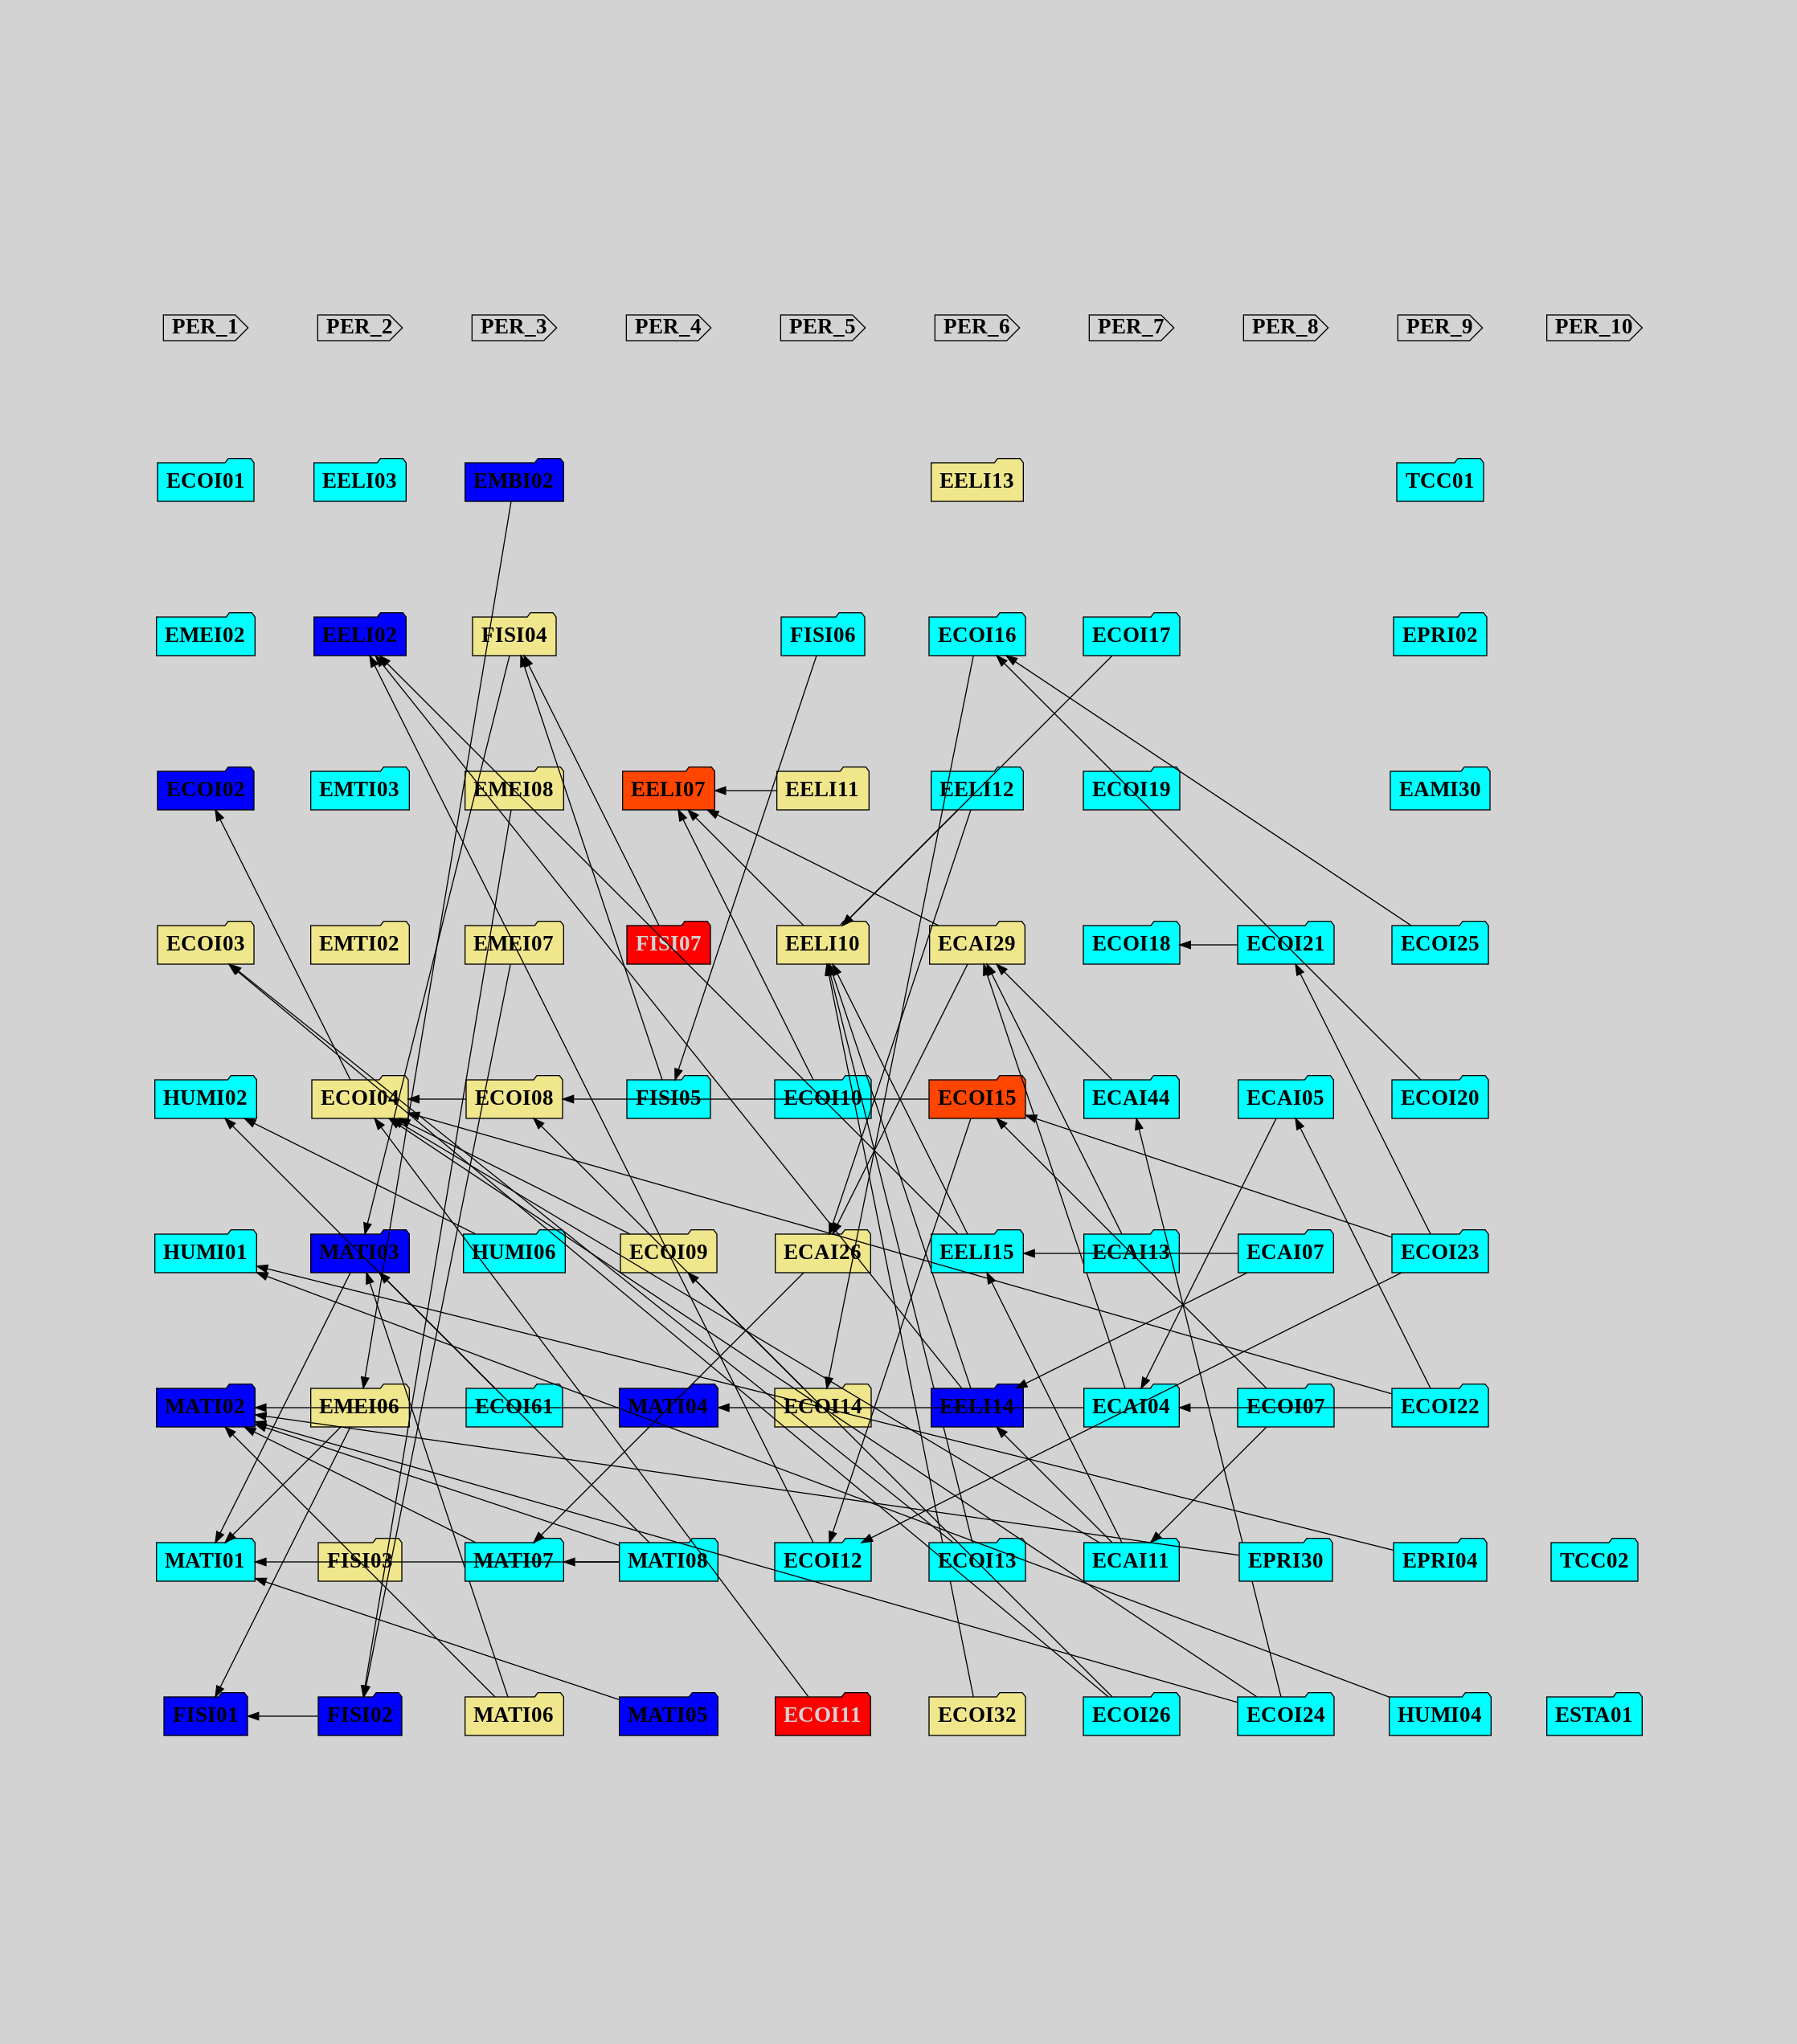 PER_1 PER_2 PER_3 PER_4 PER_5 PER_6 PER_7 PER_8 PER_9 PER_10
ECOI01 EELI03 EMBI02 EELI13 TCC01
EMEI02 EELI02 FISI04 FISI06 ECOI16 ECOI17 EPRI02
ECOI02 EMTI03 EMEI08 EELI07 EELI11 EELI12 ECOI19 EAMI30
ECOI03 EMTI02 EMEI07 FISI07 EELI10 ECAI29 ECOI18 ECOI21 ECOI25
HUMI02 ECOI04 ECOI08 FISI05 ECOI10 ECOI15 ECAI44 ECAI05 ECOI20
HUMI01 MATI03 HUMI06 ECOI09 ECAI26 EELI15 ECAI13 ECAI07 ECOI23
MATI02 EMEI06 ECOI61 MATI04 ECOI14 EELI14 ECAI04 ECOI07 ECOI22
MATI01 FISI03 MATI07 MATI08 ECOI12 ECOI13 ECAI11 EPRI30 EPRI04 TCC02
FISI01 FISI02 MATI06 MATI05 ECOI11 ECOI32 ECOI26 ECOI24 HUMI04 ESTA01